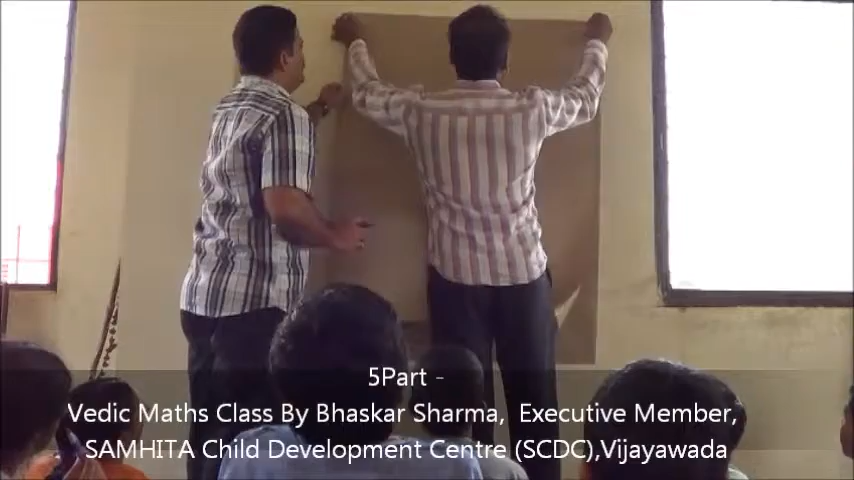 5Part -
Vedic Maths Class By Bhaskar Sharma, Executive Member,
SAMHITA Child Development Centre (SCDC),Vijayawada